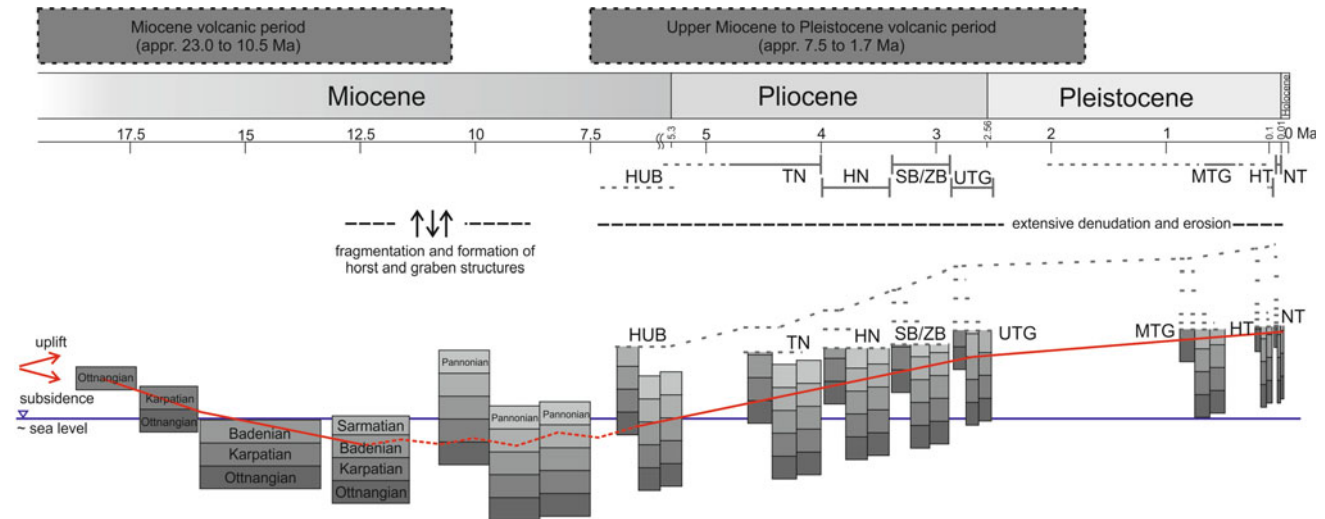 Miocene volcanic period
(appr. 23.0 to 10.5 Ma)
Upper Miocene to Pleistocene volcanic period
(appr. 7.5 to 1.7 Ma)
Miocene
Pliocene
Pleistocene
Holocene
17.5
15
12.5
10
7.5
5.3
5
4
3
2.56
2
1
0.1
0.01
0 Ma
HUB
TN
HN
SB/ZB
UTG
MTG
HT
NT
fragmentation and formation of
horst and graben structures
extensive denudation and erosion
uplift
subsidence
~ sea level
Ottnangian
Karpatian
Ottnangian
Badenian
Karpatian
Ottnangian
Sarmatian
Badenian
Karpatian
Ottnangian
Pannonian
Pannonian
Pannonian
HUB
TN
HN
SB/ZB
UTG
MTG
HT
NT